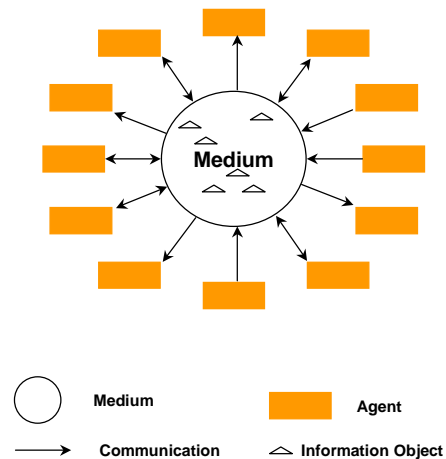 Medium
Medium
Agent
Communication
Information Object